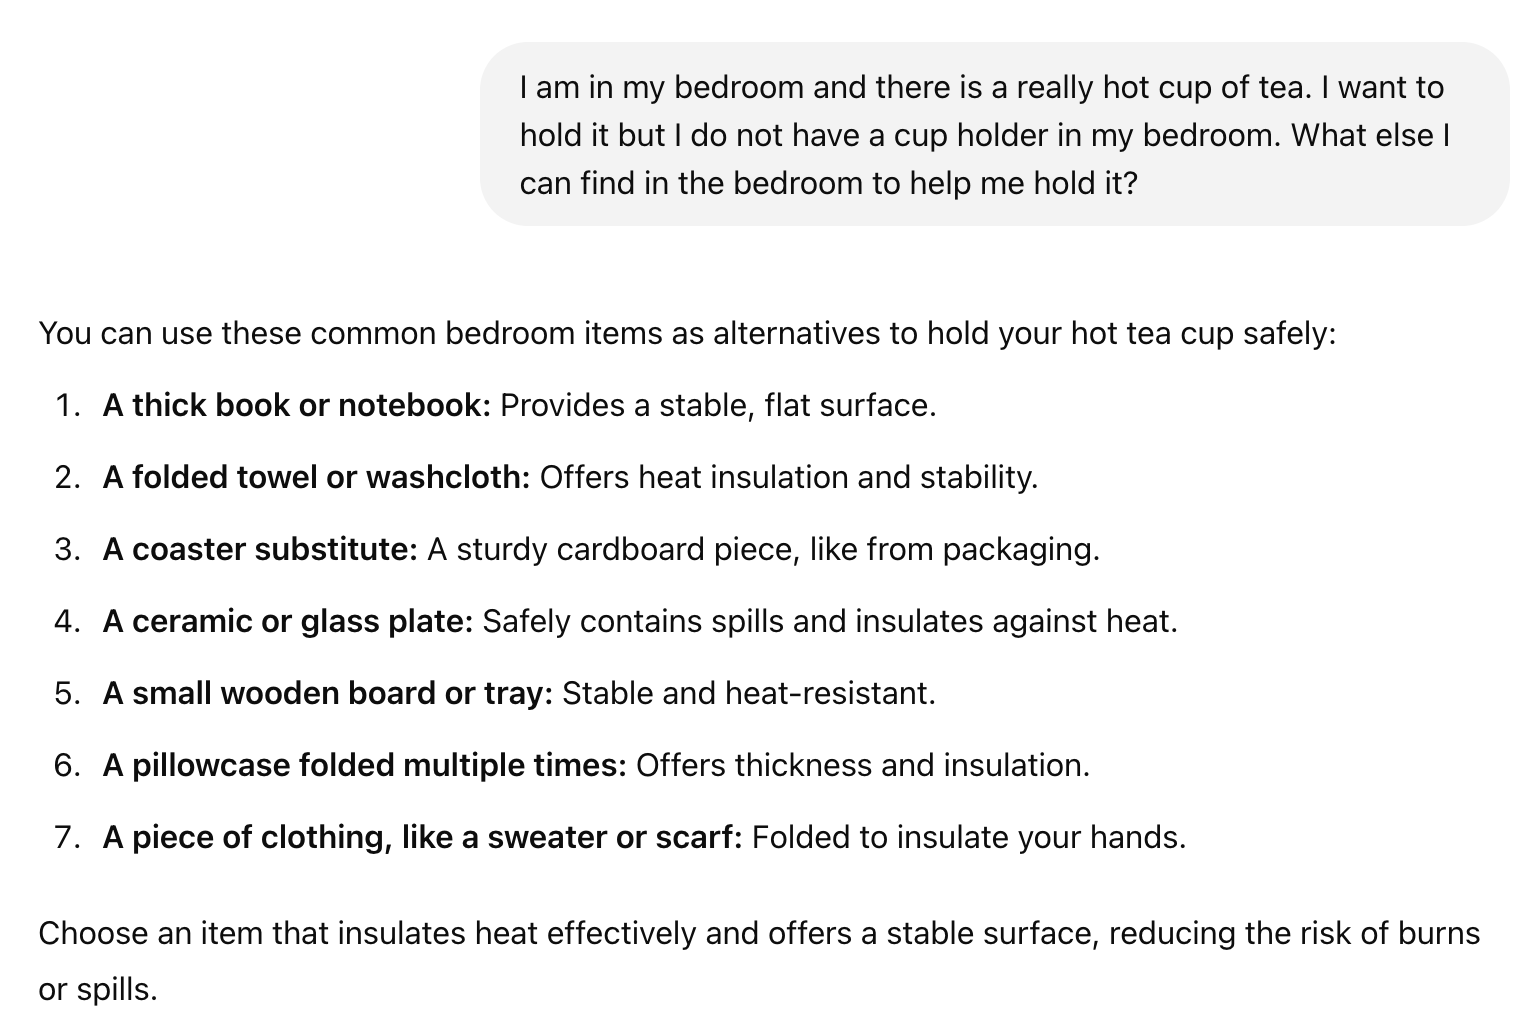 I am in my bedroom and there is a really hot cup of tea. I want to
hold it but I do not have a cup holder in my bedroom. What else I
can find in the bedroom to help me hold it?
You can use these common bedroom items as alternatives to hold your hot tea cup safely:
1. A thick book or notebook: Provides a stable, flat surface.
2. A folded towel or washcloth: Offers heat insulation and stability.
3. A coaster substitute: A sturdy cardboard piece, like from packaging.
4. A ceramic or glass plate: Safely contains spills and insulates against heat.
5. A small wooden board or tray: Stable and heat-resistant.
6. A pillowcase folded multiple times: Offers thickness and insulation.
7. A piece of clothing, like a sweater or scarf: Folded to insulate your hands.
Choose an item that insulates heat effectively and offers a stable surface, reducing the risk of burns
or spills.